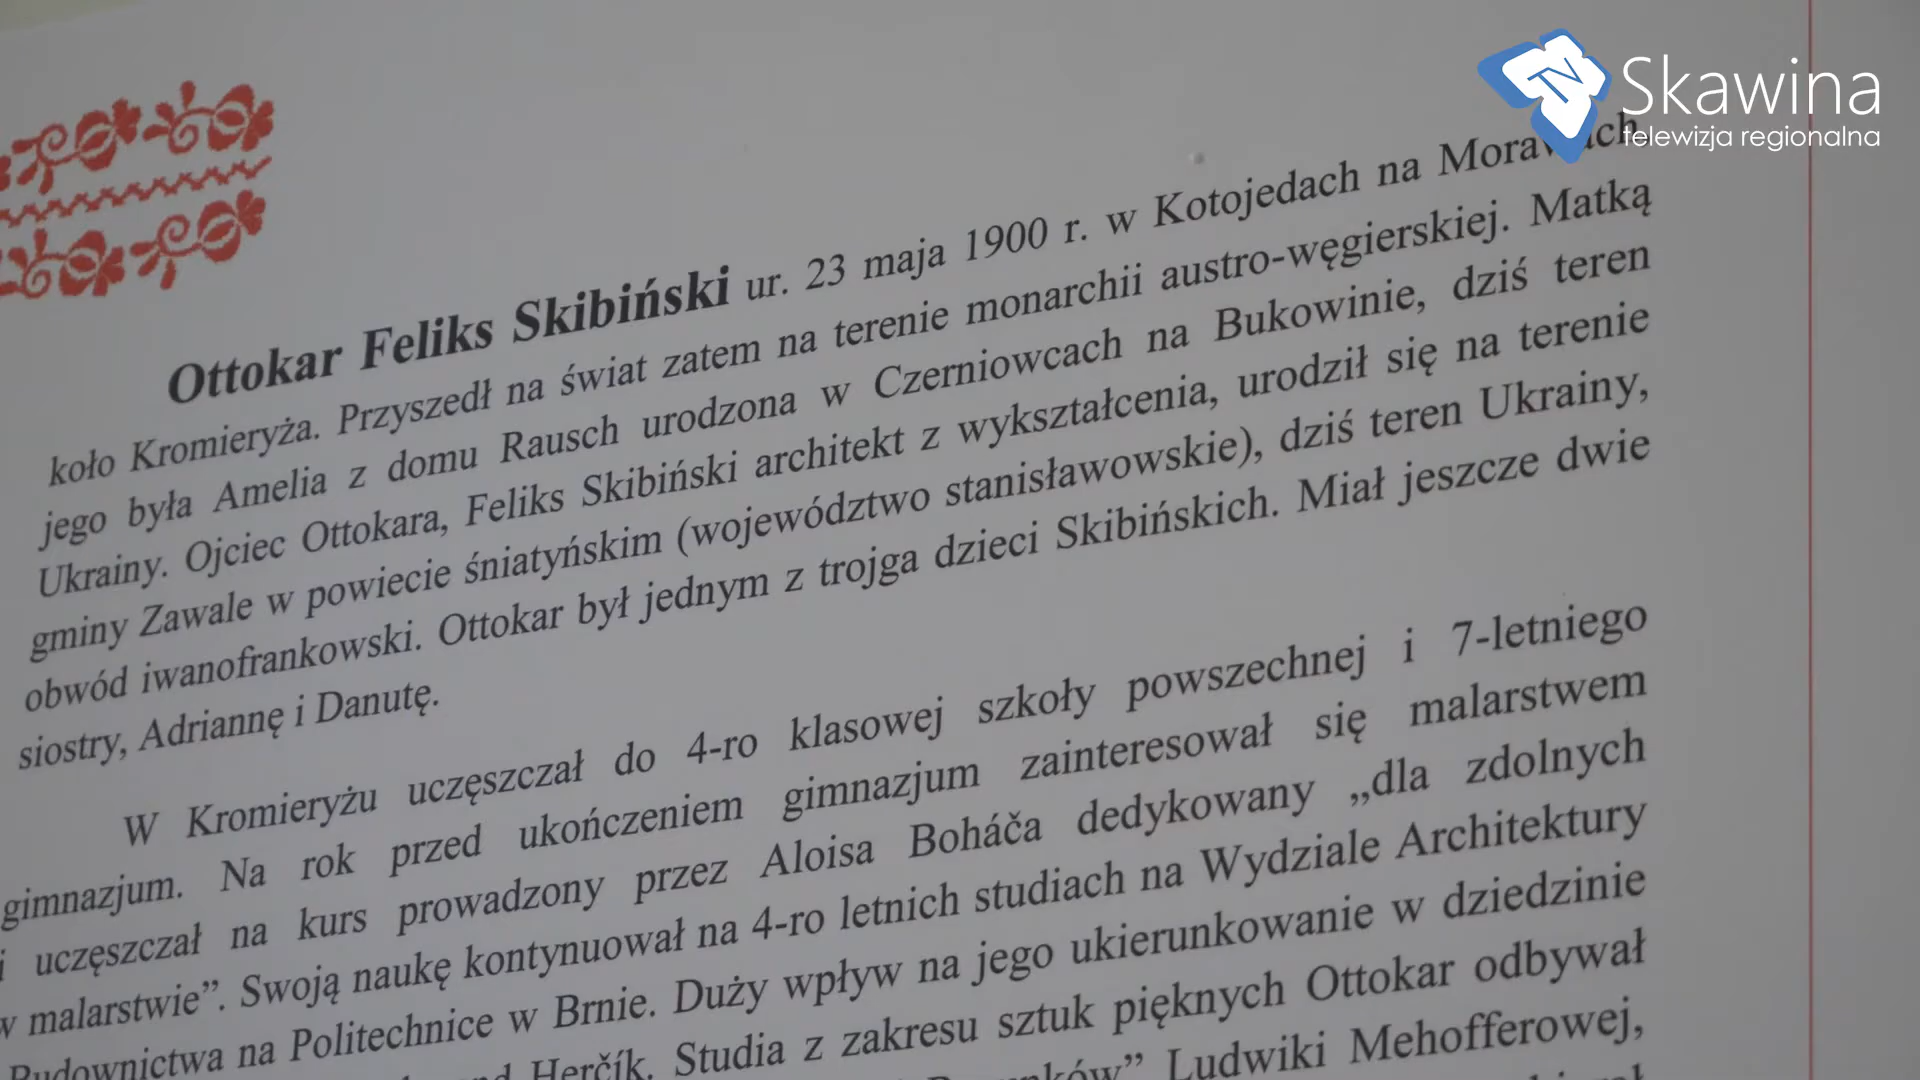 TV Skawina
telewizja regionalna
Ottokar Feliks Skibiński ur. 23 maja 1900 r. w Kotojedach na Morawach
koło Kromieryża. Przyszedł na świat zatem na terenie monarchii austro-węgierskiej. Matką
jego była Amelia z domu Rausch urodzona w Czerniowcach na Bukowinie, dziś teren
Ukrainy. Ojciec Ottokara, Feliks Skibiński architekt z wykształcenia, urodził się na terenie
gminy Zawale w powiecie śniatyńskim (województwo stanisławowskie), dziś teren Ukrainy,
obwód iwanofrankowski. Ottokar był jednym z trojga dzieci Skibińskich. Miał jeszcze dwie
siostry, Adriannę i Danutę.
W Kromieryżu uczęszczał do 4-ro klasowej szkoły powszechnej i 7-letniego
gimnazjum. Na rok przed ukończeniem gimnazjum zainteresował się malarstwem
i uczęszczał na kurs prowadzony przez Aloisa Boháča dedykowany „dla zdolnych
w malarstwie”. Swoją naukę kontynuował na 4-ro letnich studiach na Wydziale Architektury
Budownictwa na Politechnice w Brnie. Duży wpływ na jego ukierunkowanie w dziedzinie
Herčík. Studia z zakresu sztuk pięknych Ottokar odbywał
Ludwiki Mehofferowej,